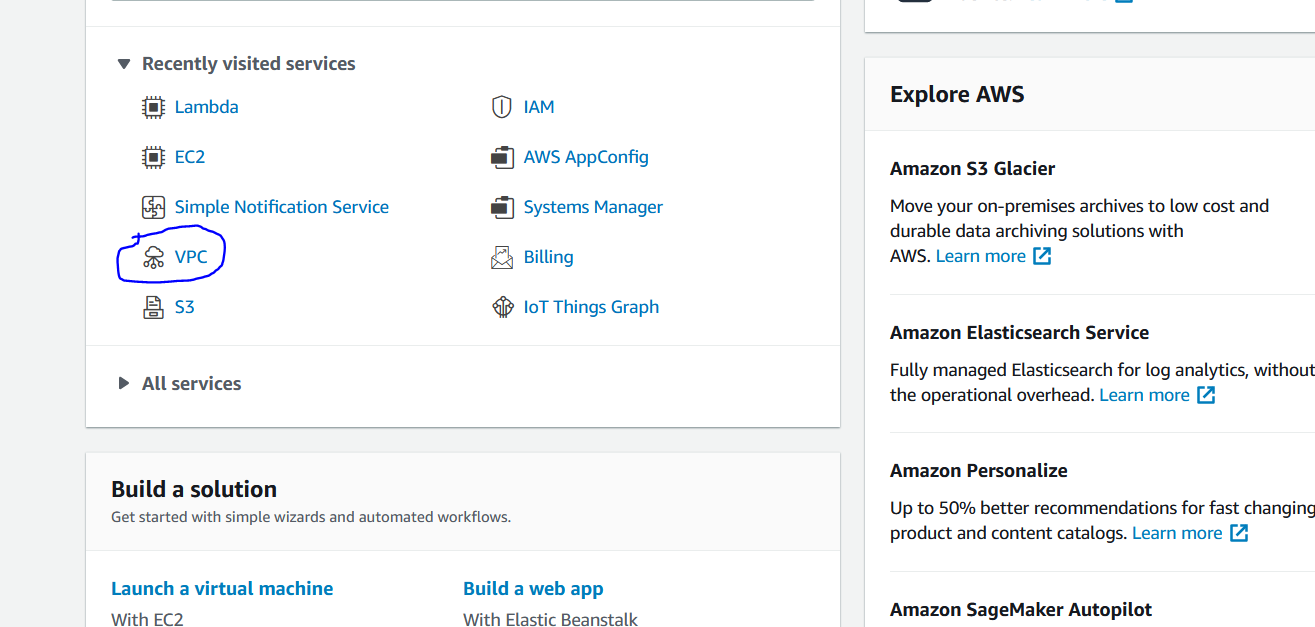 Recently visited services
Lambda
IAM
EC2
AWS AppConfig
Simple Notification Service
Systems Manager
VPC
Billing
S3
IoT Things Graph
All services
Build a solution
Get started with simple wizards and automated workflows.
Launch a virtual machine
With EC2
Build a web app
With Elastic Beanstalk
Explore AWS
Amazon S3 Glacier
Move your on-premises archives to low cost and
durable data archiving solutions with
AWS. Learn more
Amazon Elasticsearch Service
Fully managed Elasticsearch for log analytics, without
the operational overhead. Learn more
Amazon Personalize
Up to 50% better recommendations for fast changing
product and content catalogs. Learn more
Amazon SageMaker Autopilot